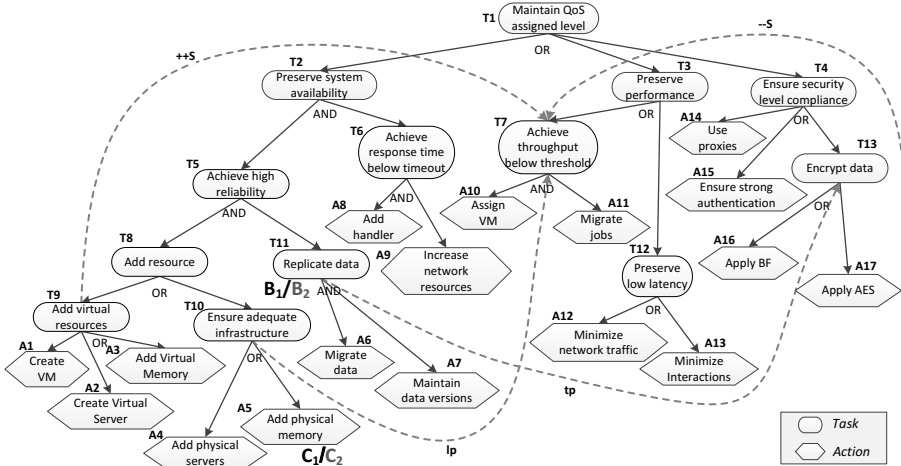 T1
Maintain QoS
assigned level
OR
--S
++S
T2
Preserve system
availability
AND
T3
Preserve
performance
OR
T4
Ensure security
level compliance
OR
T7
Achieve
throughput
below threshold
AND
T6
Achieve
response time
below timeout
AND
A14
Use
proxies
T13
Encrypt data
OR
T5
Achieve high
reliability
AND
A15
Ensure strong
authentication
A10
Assign
VM
A11
Migrate
jobs
A8
Add
handler
A9
Increase
network
resources
T8
Add resource
OR
T11
Replicate data
AND
B1/B2
T12
Preserve
low latency
OR
A16
Apply BF
A17
Apply AES
T9
Add virtual
resources
OR
T10
Ensure adequate
infrastructure
OR
A1
Create
VM
A3
Add Virtual
Memory
A2
Create Virtual
Server
A6
Migrate
data
A7
Maintain
data versions
A12
Minimize
network traffic
A13
Minimize
Interactions
tp
A5
Add physical
memory
C1/C2
A4
Add physical
servers
lp
Task
Action